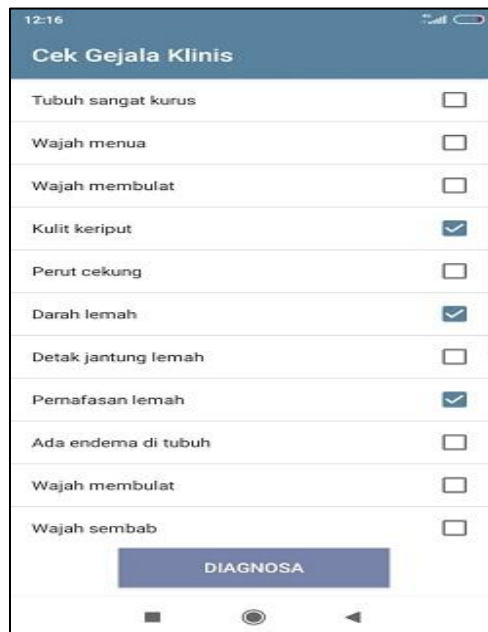 12:16
Cek Gejala Klinis
Tubuh sangat kurus
Wajah menua
Wajah membulat
Kulit keriput
Perut cekung
Darah lemah
Detak jantung lemah
Pernafasan lemah
Ada endema di tubuh
Wajah membulat
Wajah sembab
DIAGNOSA